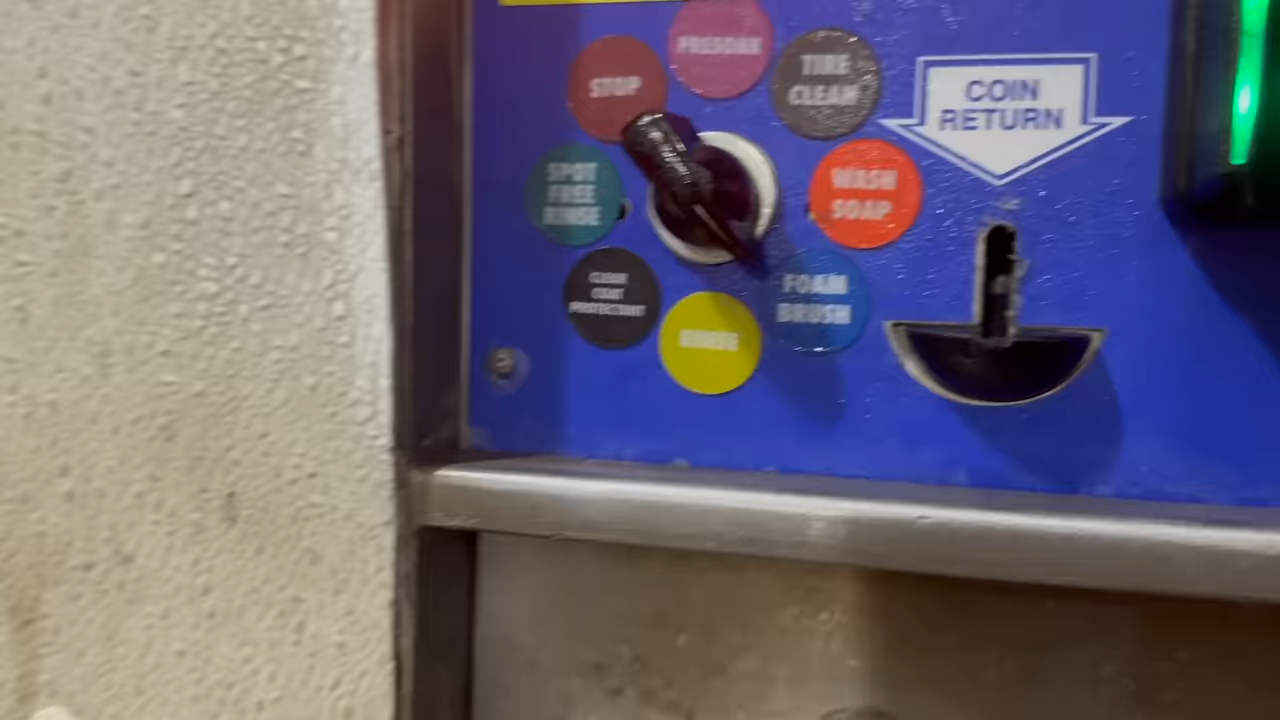 PRESOAK
STOP
TIRE
CLEAN
COIN
RETURN
SPOT
FREE
RINSE
WASH
SOAP
CLEAR
COAT
PROTECTANT
FOAM
BRUSH
RINSE